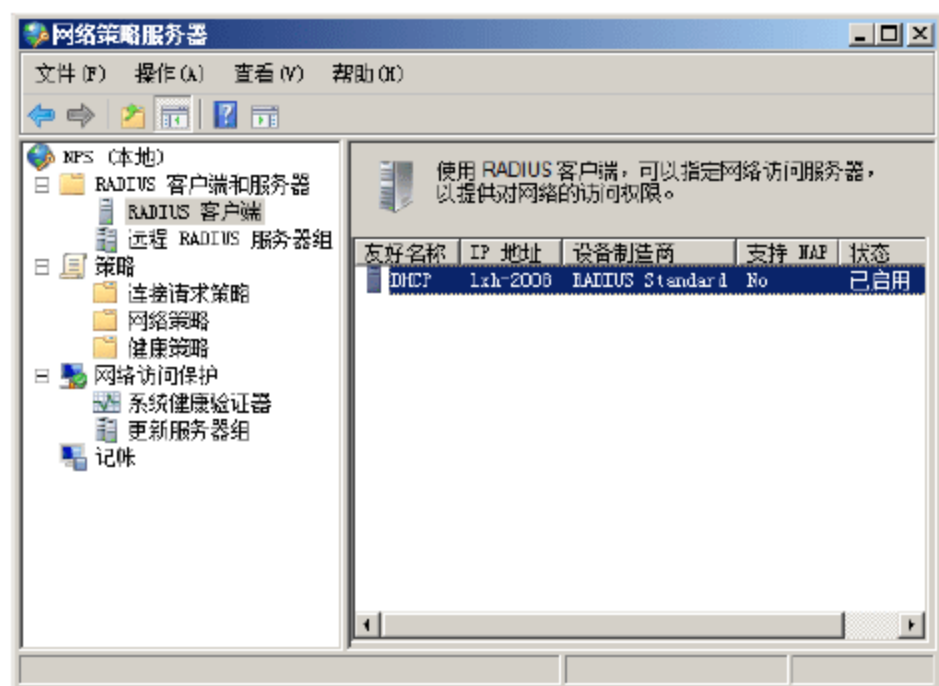 网络策略服务器
文件(F) 操作(A) 查看(V) 帮助(H)
NPS (本地)
RADIUS 客户端和服务器
RADIUS 客户端
远程 RADIUS 服务器组
策略
连接请求策略
网络策略
健康策略
网络访问保护
系统健康验证器
更新服务器组
记帐
使用 RADIUS 客户端，可以指定网络访问服务器，
以提供对网络的访问权限。
友好名称 IP 地址 设备制造商 支持 NAP 状态
DHCP lxh-2008 RADIUS Standard No 已启用